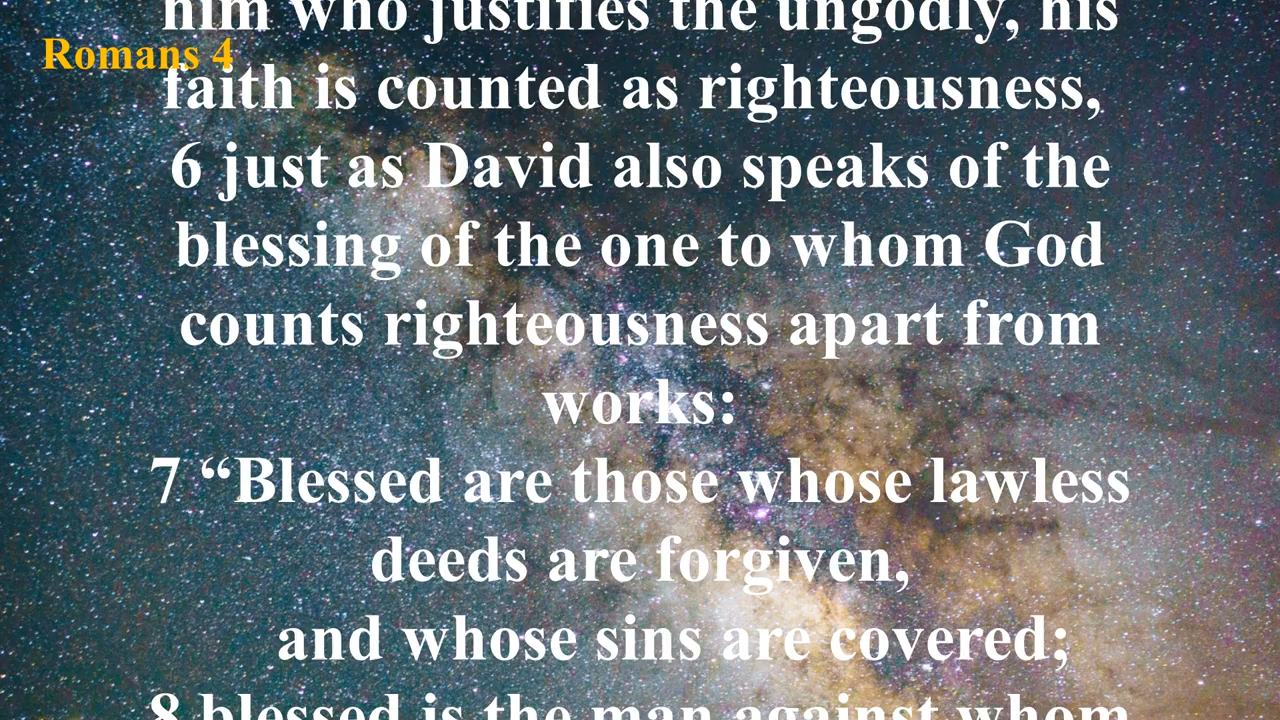 him who justifies the ungodly, his
Romans 4
faith is counted as righteousness,
6 just as David also speaks of the
blessing of the one to whom God
counts righteousness apart from
works:
7 “Blessed are those whose lawless
deeds are forgiven,
and whose sins are covered;
8 blessed is the man against whom